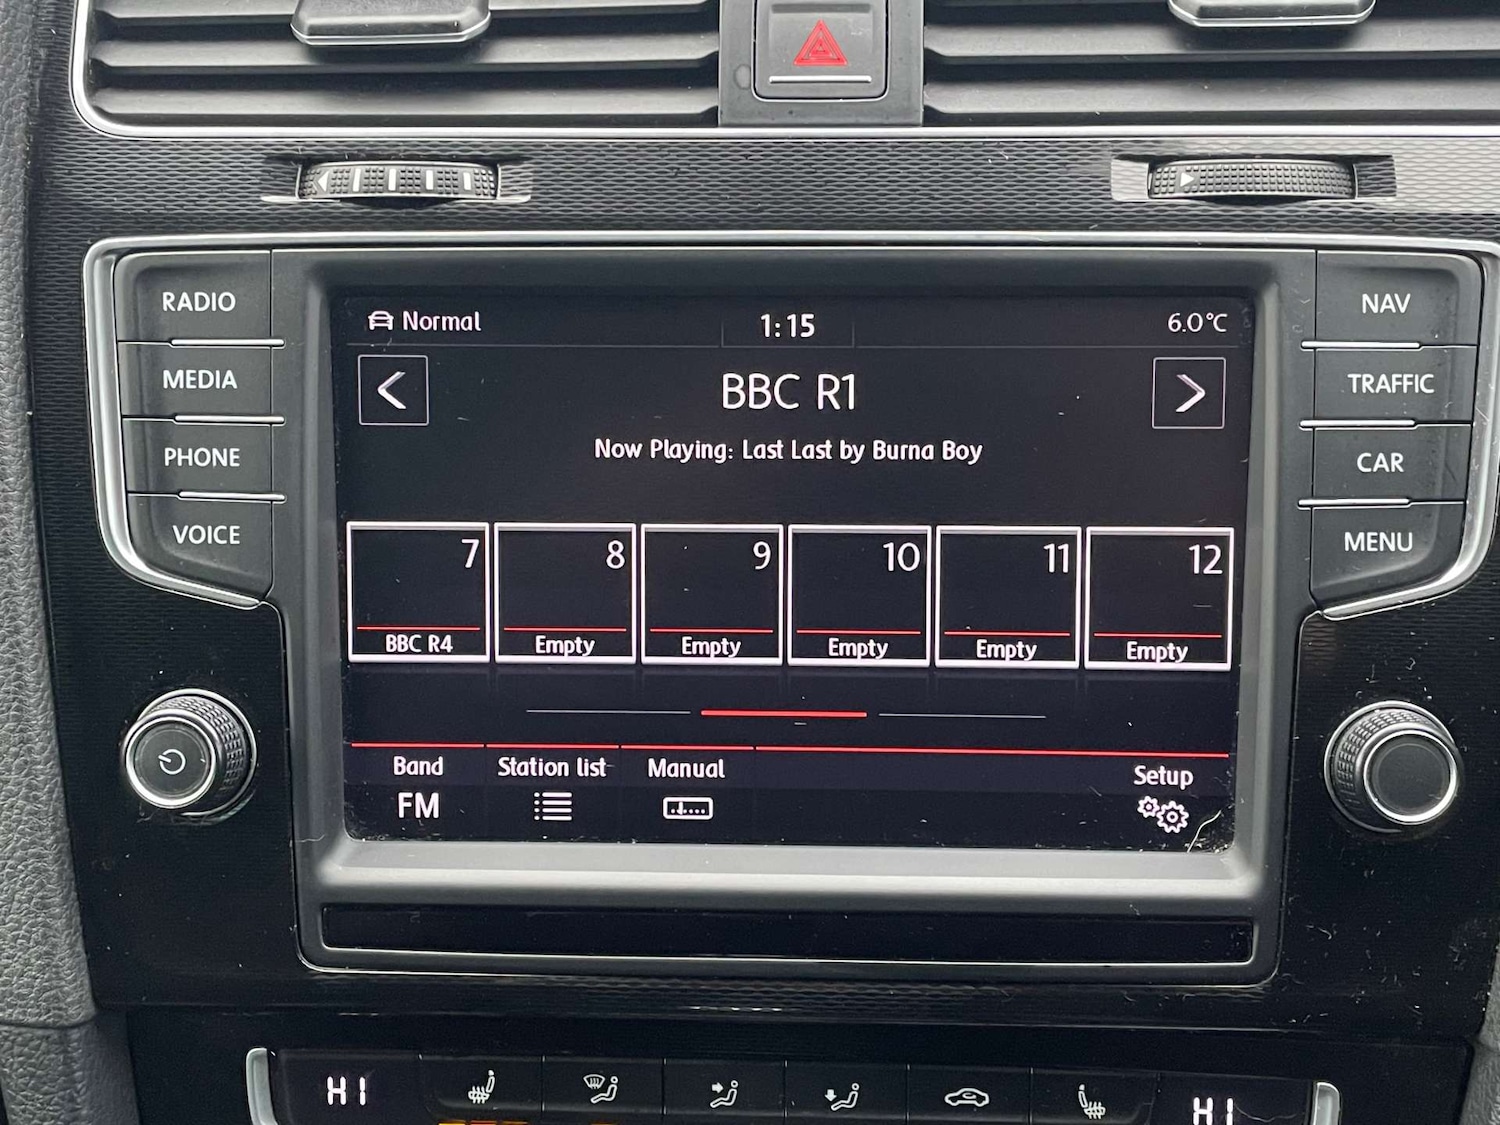 RADIO
MEDIA
PHONE
VOICE
Normal
1:15
6.0°C
BBC R1
Now Playing: Last Last by Burna Boy
7
BBC R4
8
Empty
9
Empty
10
Empty
11
Empty
12
Empty
Band
FM
Station list
Manual
Setup
NAV
TRAFFIC
CAR
MENU
HI
HI